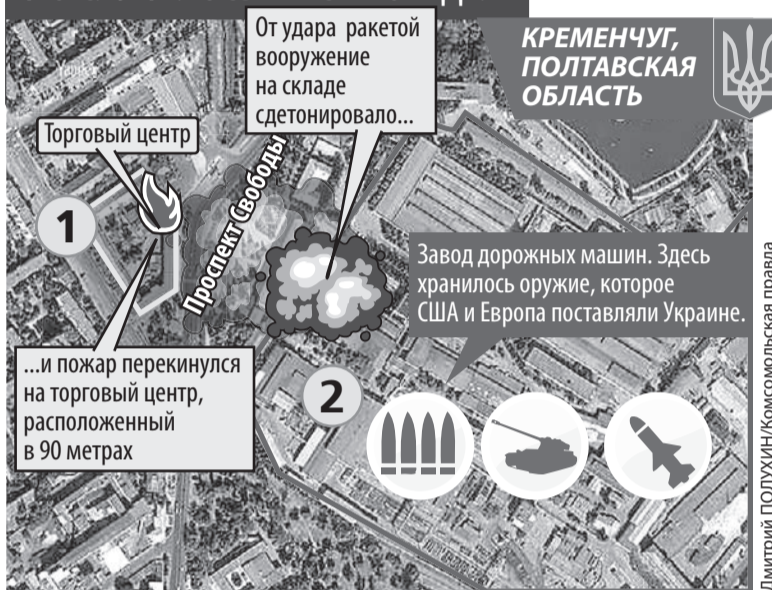 От удара ракетой
вооружение
на складе
сдетонировало...
КРЕМЕНЧУГ,
ПОЛТАВСКАЯ
ОБЛАСТЬ
Торговый центр
1
Проспект Свободы
Завод дорожных машин. Здесь
хранилось оружие, которое
США и Европа поставляли Украине.
...и пожар перекинулся
на торговый центр,
расположенный
в 90 метрах
2
Дмитрий ПОЛУХИН/Комсомольская правда